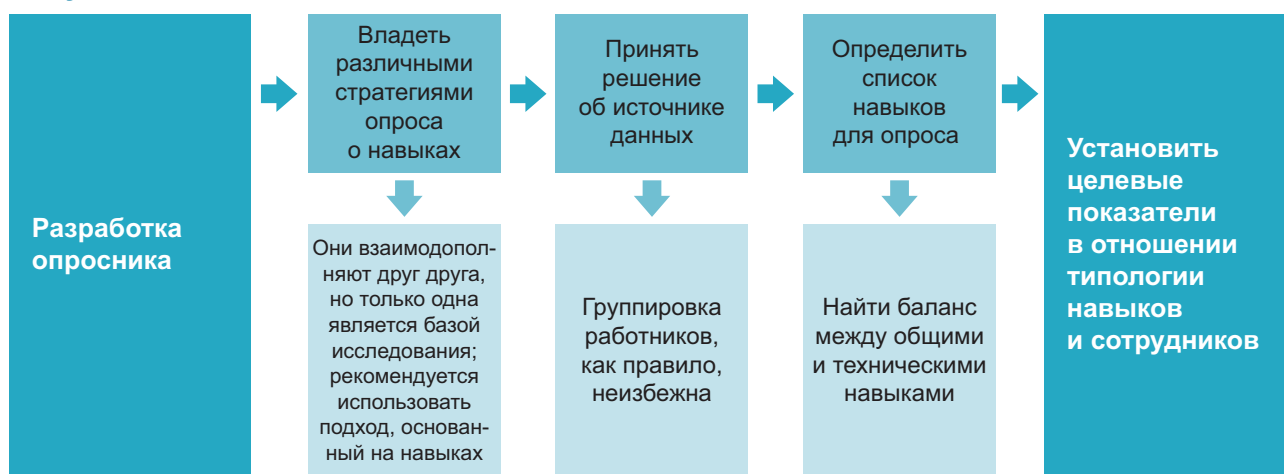 Разработка
опросника
Владеть
различными
стратегиями
опроса
о навыках
Они взаимодопол-
няют друг друга,
но только одна
является базой
исследования;
рекомендуется
использовать
подход, основан-
ный на навыках
Принять
решение
об источнике
данных
Группировка
работников,
как правило,
неизбежна
Определить
список
навыков
для опроса
Найти баланс
между общими
и техническими
навыками
Установить
целевые
показатели
в отношении
типологии
навыков
и сотрудников